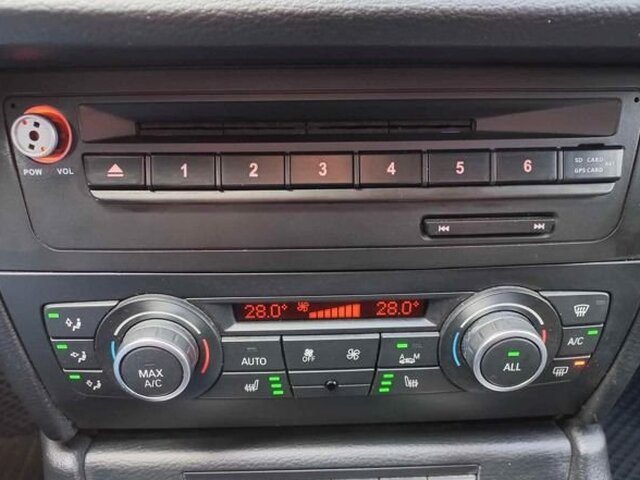 POW VOL
1 2 3 4 5 6
SD CARD
GPS CARD
28.0° 28.0°
AUTO OFF A M
MAX
A/C
ALL
A/C